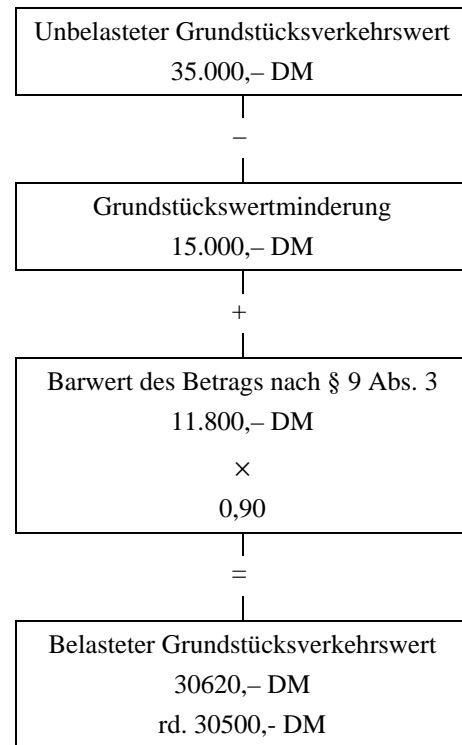 Unbelasteter Grundstücksverkehrswert
35.000,– DM
–
Grundstückswertminderung
15.000,– DM
+
Barwert des Betrags nach § 9 Abs. 3
11.800,– DM
×
0,90
=
Belasteter Grundstücksverkehrswert
30620,– DM
rd. 30500,- DM